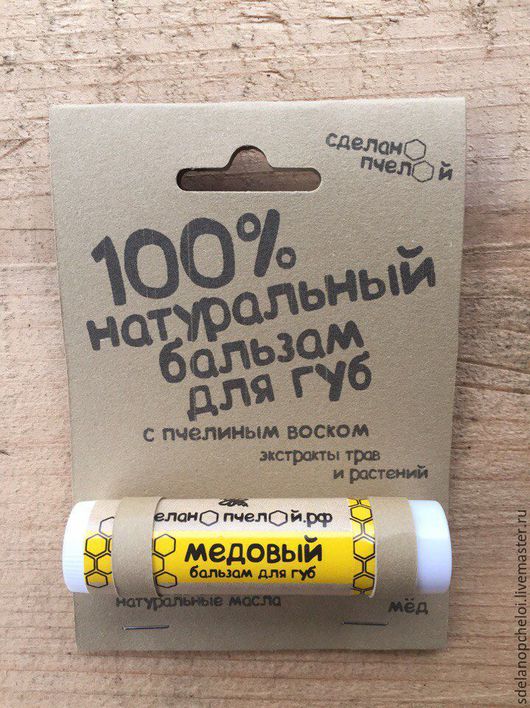 сделано
пчелой
100%
натуральный
бальзам
для губ
с пчелиным воском
экстракты трав
и растений
елано пчелой.рф
медовый
бальзам для губ
натуральные масла
мёд
sdelanopcheloi.livemaster.ru